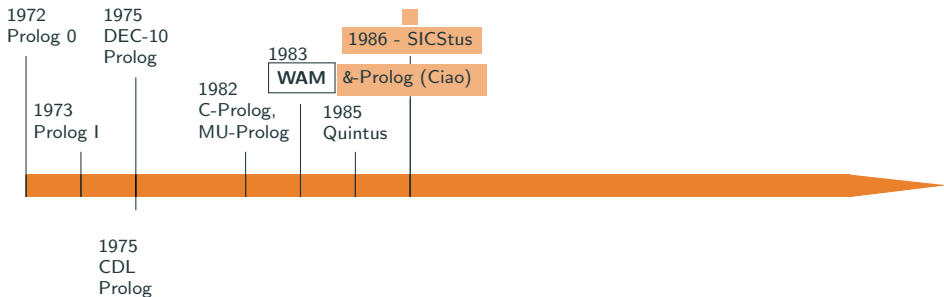 1972
Prolog 0
1973
Prolog I
1975
DEC-10
Prolog
1975
CDL
Prolog
1982
C-Prolog,
MU-Prolog
1983
WAM
1985
Quintus
1986 - SICStus
&-Prolog (Ciao)